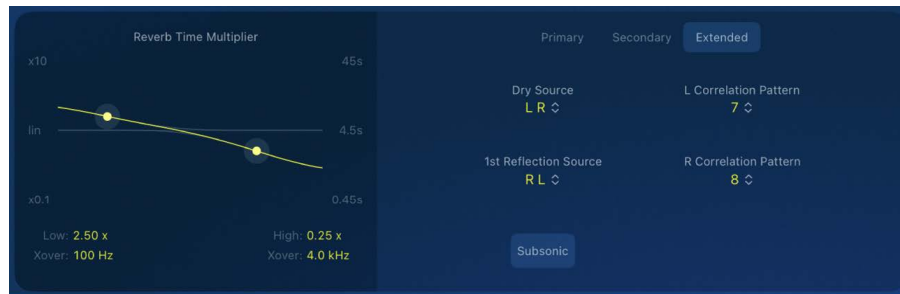 Reverb Time Multiplier
x10
45s
lin
4.5s
x0.1
0.45s
Low: 2.50 x
High: 0.25 x
Xover: 100 Hz
Xover: 4.0 kHz
Primary
Secondary
Extended
Dry Source
L R
L Correlation Pattern
7
1st Reflection Source
R L
R Correlation Pattern
8
Subsonic